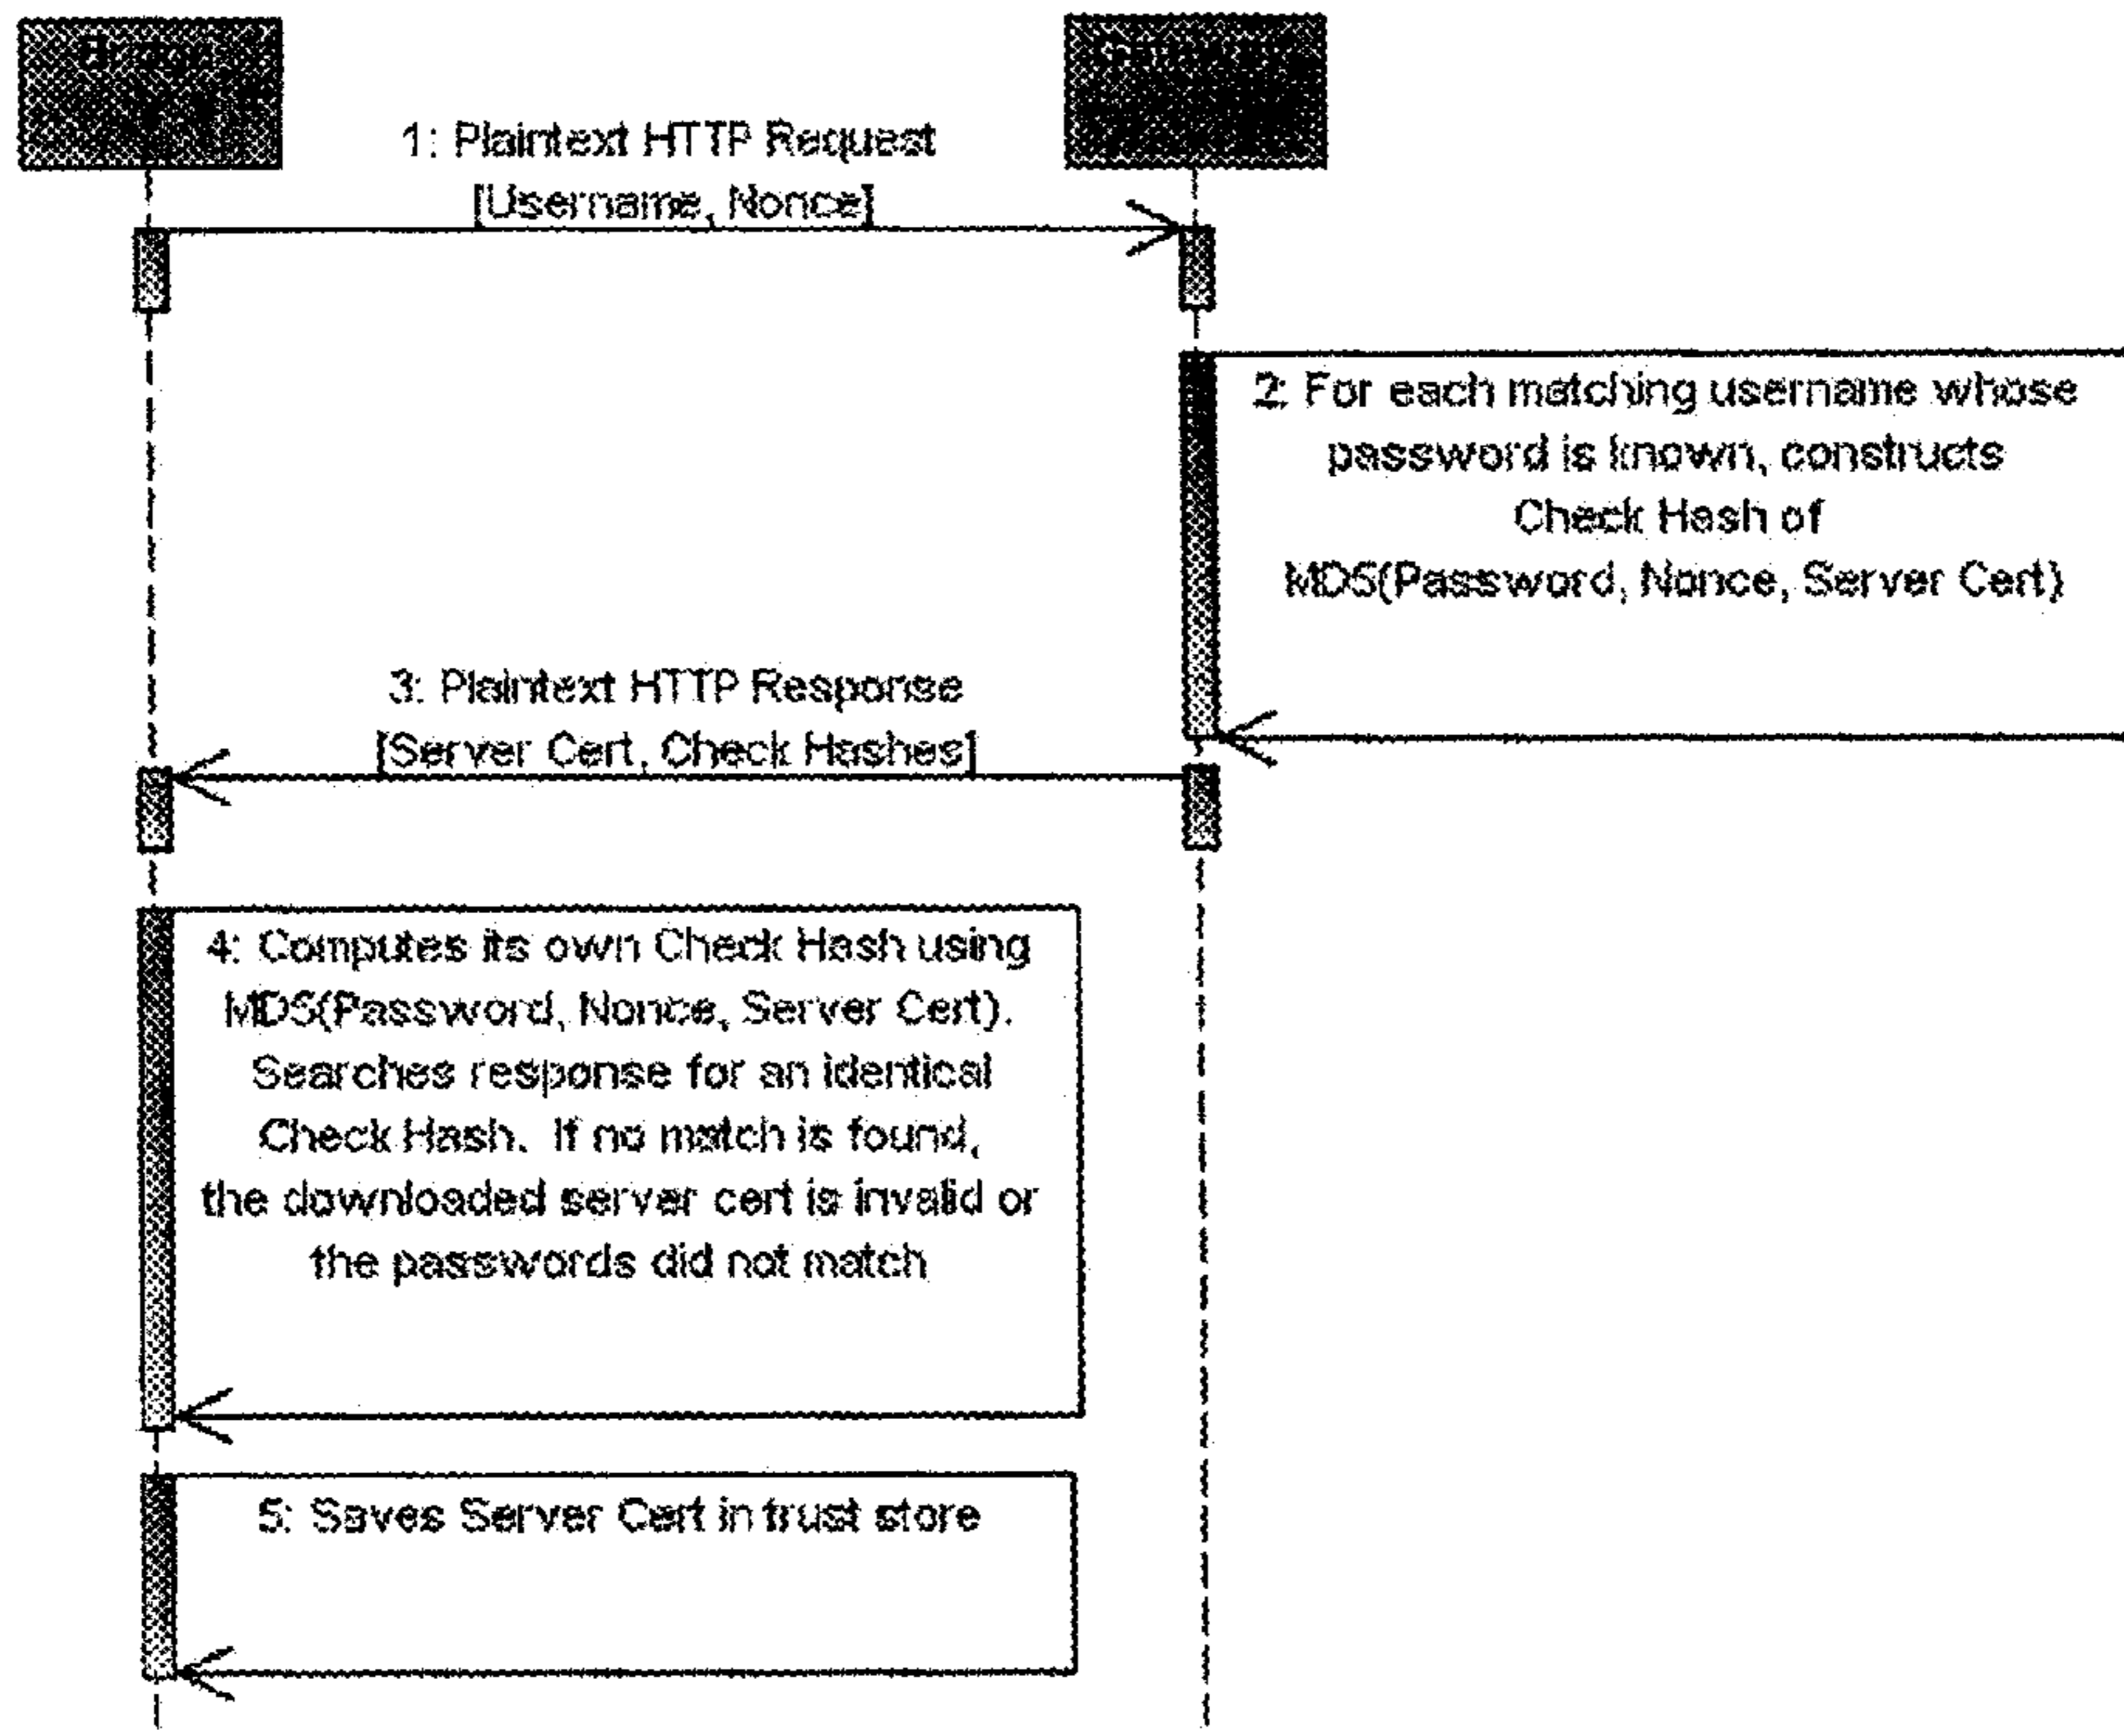 1: Plaintext HTTP Request
[Username, Nonce]
2: For each matching username whose
password is known, constructs
Check Hash of
MD5(Password, Nonce, Server Cert)
3: Plaintext HTTP Response
[Server Cert, Check Hashes]
4: Computes its own Check Hash using
MD5(Password, Nonce, Server Cert).
Searches response for an identical
Check Hash. If no match is found,
the downloaded server cert is invalid or
the passwords did not match
5: Saves Server Cert in trust store